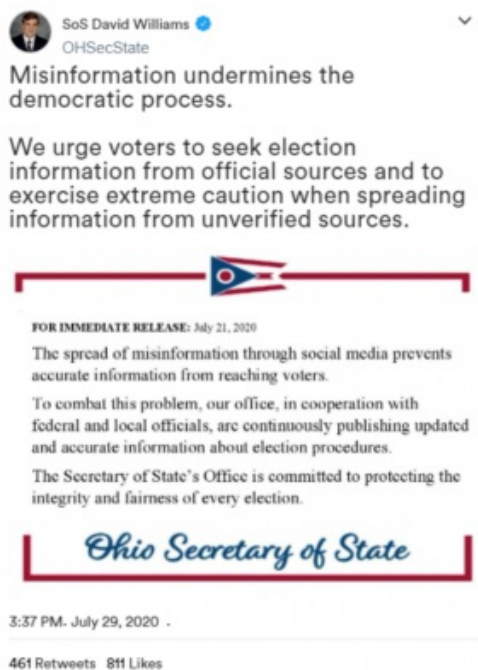 SoS David Williams
OHSecState
Misinformation undermines the
democratic process.
We urge voters to seek election
information from official sources and to
exercise extreme caution when spreading
information from unverified sources.
FOR IMMEDIATE RELEASE: July 21, 2020
The spread of misinformation through social media prevents
accurate information from reaching voters.
To combat this problem, our office, in cooperation with
federal and local officials, are continuously publishing updated
and accurate information about election procedures.
The Secretary of State's Office is committed to protecting the
integrity and fairness of every election.
Ohio Secretary of State
3:37 PM. July 29, 2020 .
461 Retweets 811 Likes